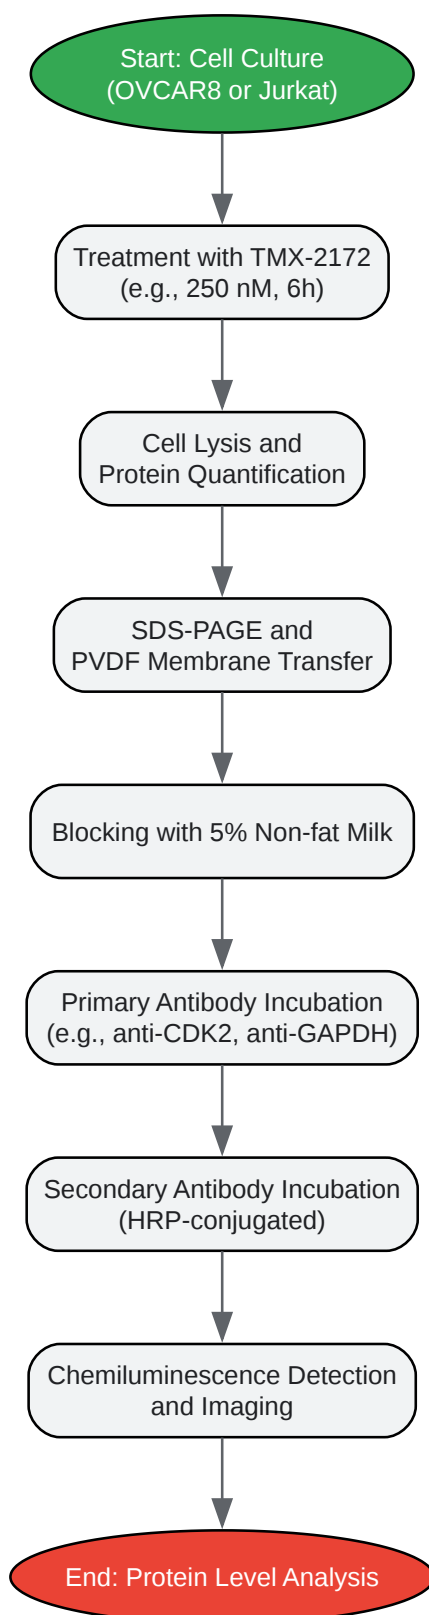 Start: Cell Culture
(OVCAR8 or Jurkat)
Treatment with TMX-2172
(e.g., 250 nM, 6h)
Cell Lysis and
Protein Quantification
SDS-PAGE and
PVDF Membrane Transfer
Blocking with 5% Non-fat Milk
Primary Antibody Incubation
(e.g., anti-CDK2, anti-GAPDH)
Secondary Antibody Incubation
(HRP-conjugated)
Chemiluminescence Detection
and Imaging
End: Protein Level Analysis